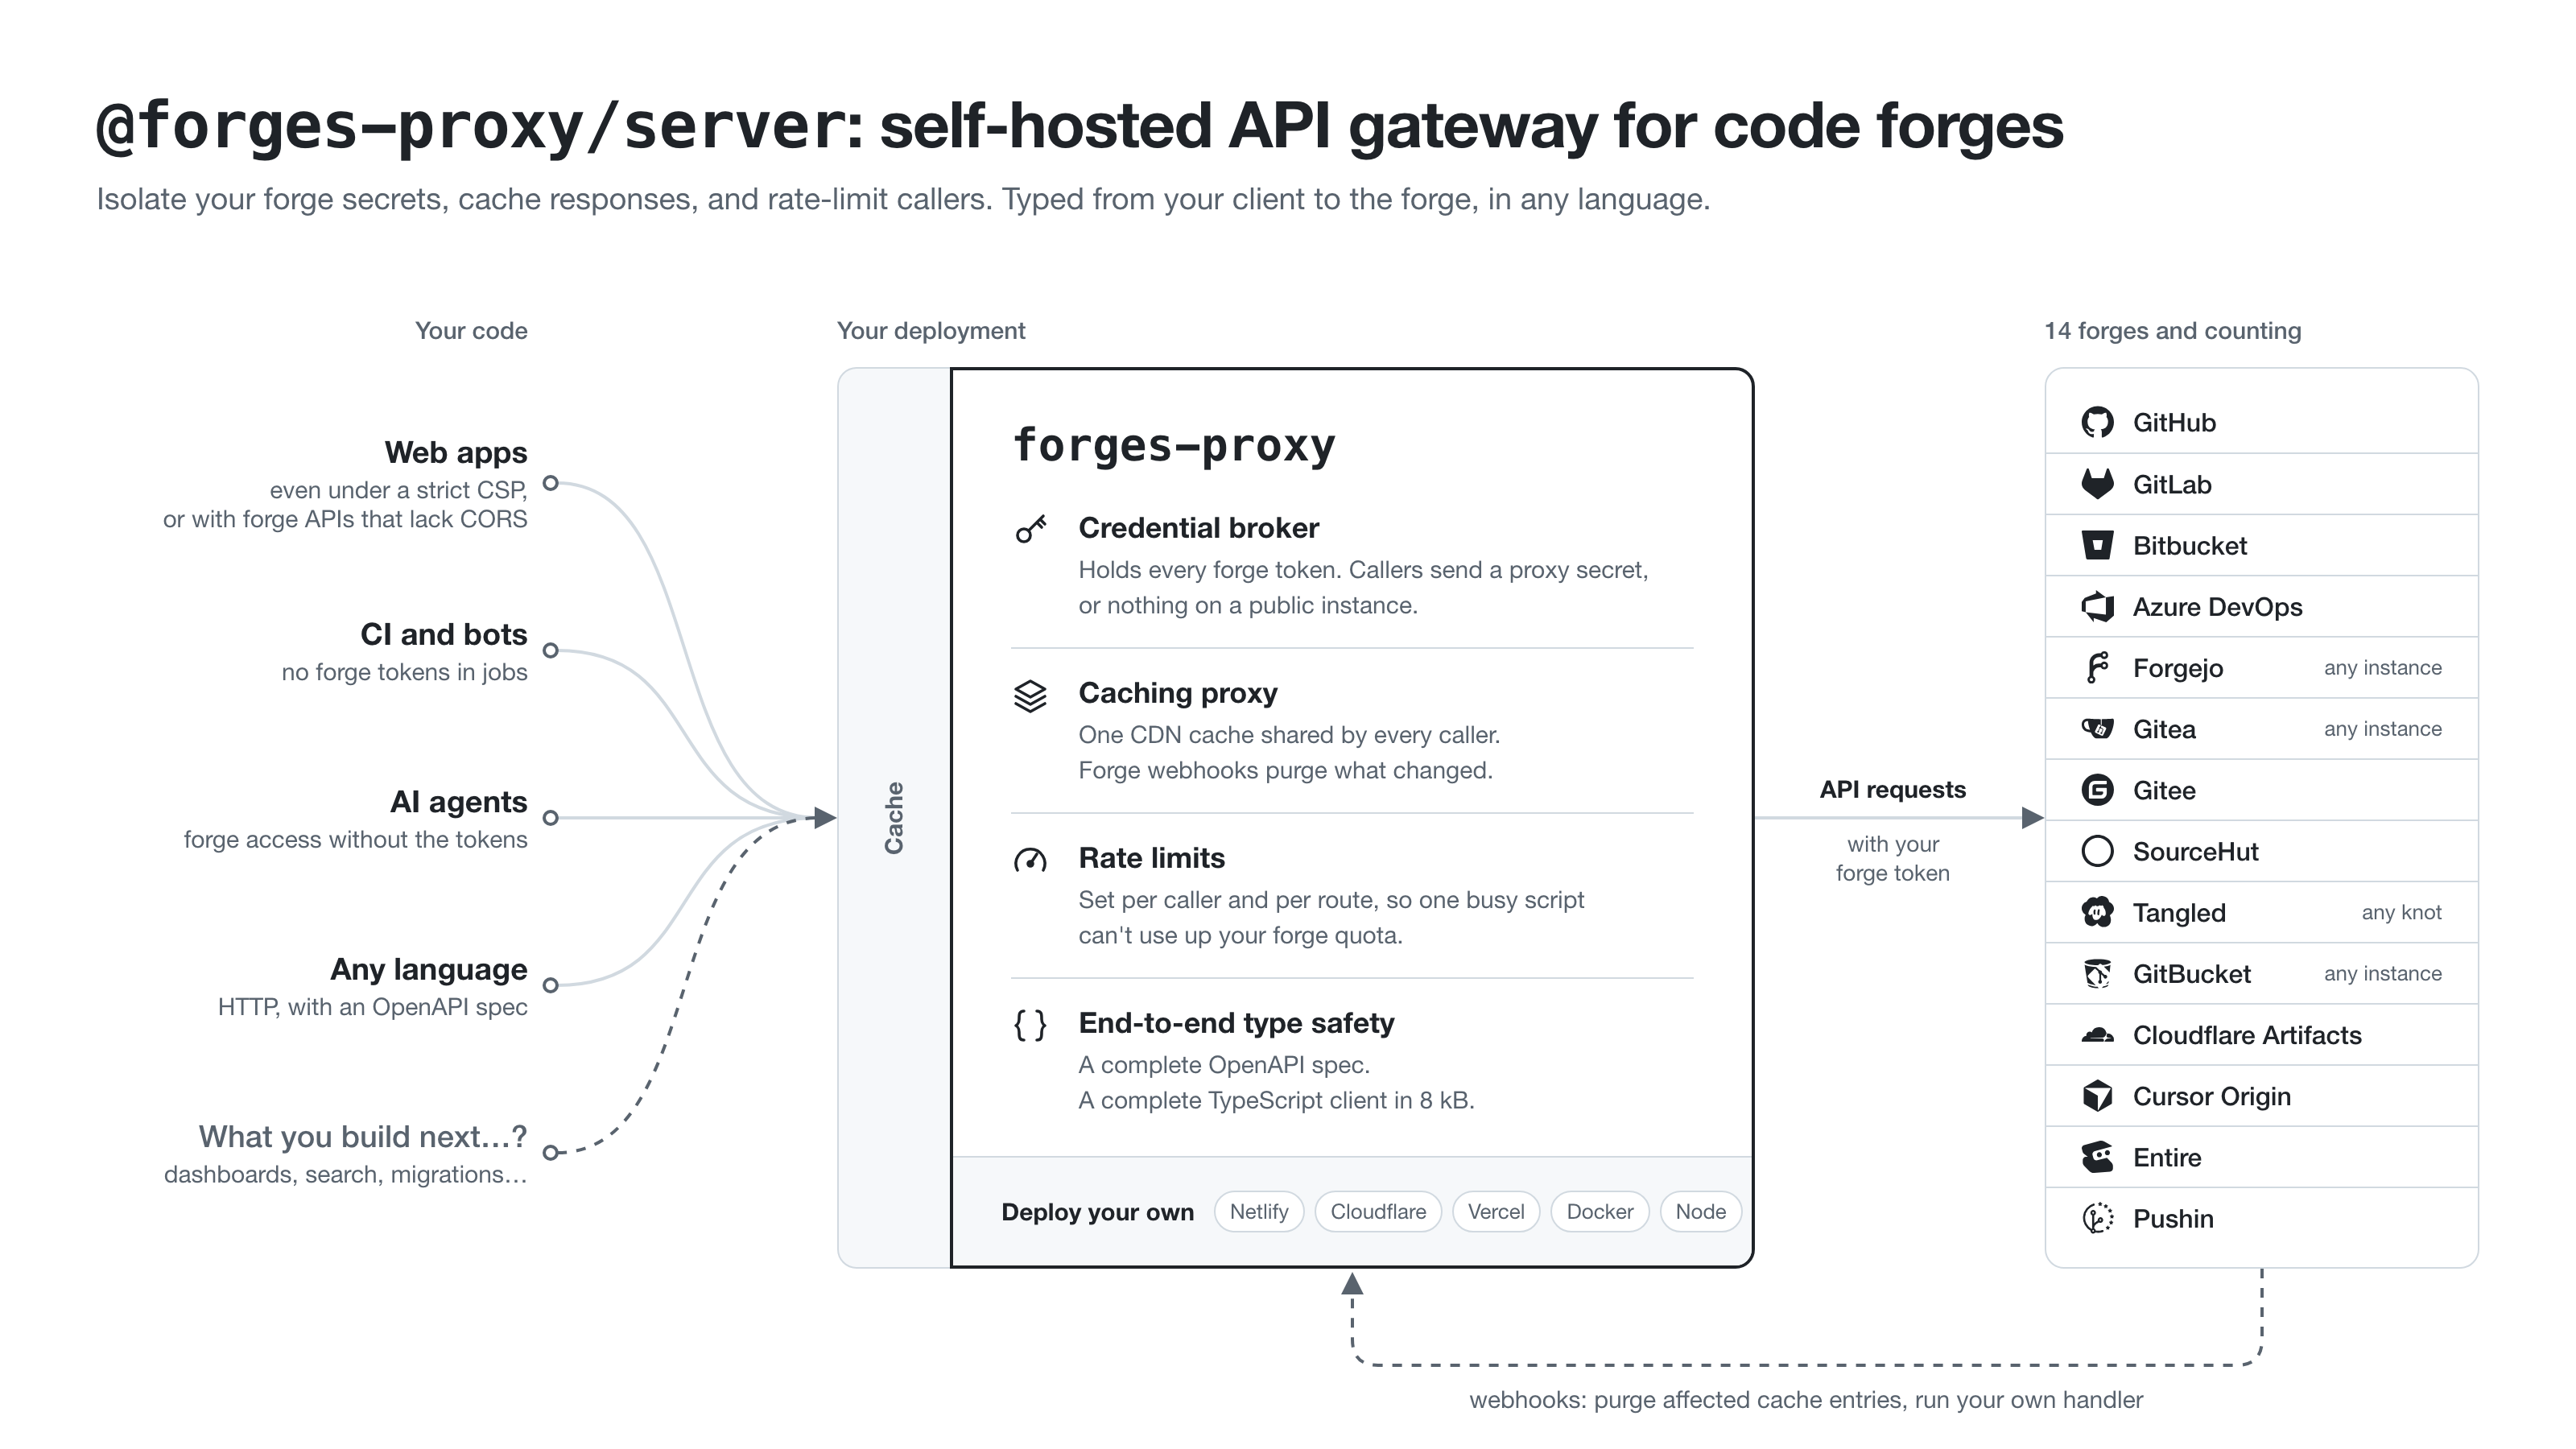 @forges-proxy/server: self-hosted API gateway for code forges
Isolate your forge secrets, cache responses, and rate-limit callers. Typed from your client to the forge, in any language.
Your code
Web apps
even under a strict CSP,
or with forge APIs that lack CORS
CI and bots
no forge tokens in jobs
AI agents
forge access without the tokens
Any language
HTTP, with an OpenAPI spec
What you build next...?
dashboards, search, migrations...
Your deployment
Cache
forges-proxy
Credential broker
Holds every forge token. Callers send a proxy secret,
or nothing on a public instance.
Caching proxy
One CDN cache shared by every caller.
Forge webhooks purge what changed.
Rate limits
Set per caller and per route, so one busy script
can't use up your forge quota.
End-to-end type safety
A complete OpenAPI spec.
A complete TypeScript client in 8 kB.
Deploy your own Netlify Cloudflare Vercel Docker Node
API requests
with your
forge token
14 forges and counting
GitHub
GitLab
Bitbucket
Azure DevOps
Forgejo any instance
Gitea any instance
Gitee
SourceHut
Tangled any knot
GitBucket any instance
Cloudflare Artifacts
Cursor Origin
Entire
Pushin
webhooks: purge affected cache entries, run your own handler